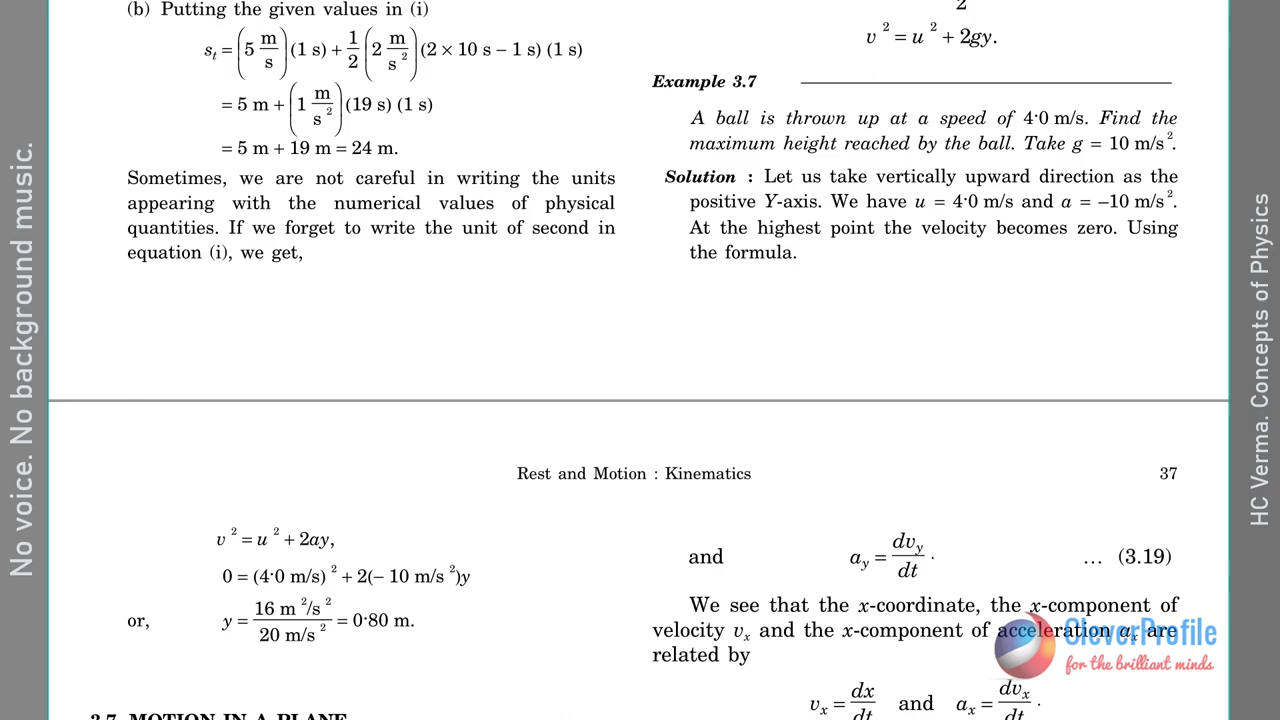 (b) Putting the given values in (i)
s_t = (5 m/s)(1 s) + 1/2 (2 m/s²)(2 × 10 s − 1 s) (1 s)
= 5 m + (1 m/s²)(19 s) (1 s)
= 5 m + 19 m = 24 m.
Sometimes, we are not careful in writing the units
appearing with the numerical values of physical
quantities. If we forget to write the unit of second in
equation (i), we get,
2
v² = u² + 2gy.
Example 3.7
A ball is thrown up at a speed of 4·0 m/s. Find the
maximum height reached by the ball. Take g = 10 m/s².
Solution : Let us take vertically upward direction as the
positive Y-axis. We have u = 4·0 m/s and a = –10 m/s².
At the highest point the velocity becomes zero. Using
the formula.
Rest and Motion : Kinematics 37
v² = u² + 2ay,
0 = (4·0 m/s)² + 2(− 10 m/s²)y
or, y = 16 m²/s² / 20 m/s² = 0·80 m.
3.7 MOTION IN A PLANE
and a_y = dv_y/dt · … (3.19)
We see that the x-coordinate, the x-component of
velocity v_x and the x-component of acceleration a_x are
related by
v_x = dx/dt and a_x = dv_x/dt ·
No voice. No background music.
HC Verma. Concepts of Physics
CleverProfile
for the brilliant minds